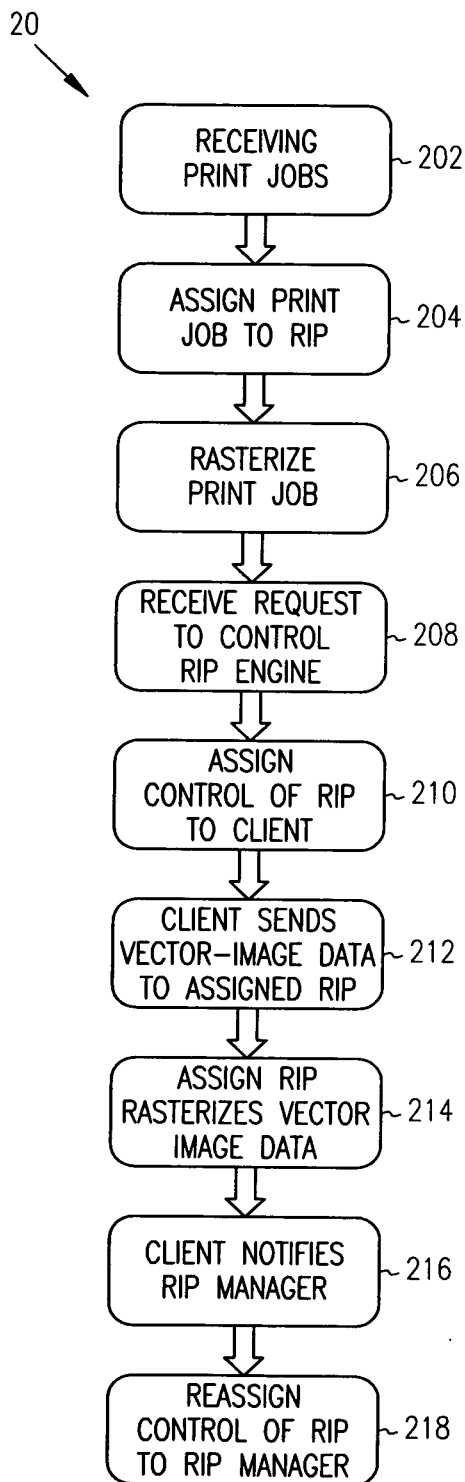 20
RECEIVING
PRINT JOBS
202
ASSIGN PRINT
JOB TO RIP
204
RASTERIZE
PRINT JOB
206
RECEIVE REQUEST
TO CONTROL
RIP ENGINE
208
ASSIGN
CONTROL OF RIP
TO CLIENT
210
CLIENT SENDS
VECTOR-IMAGE DATA
TO ASSIGNED RIP
212
ASSIGN RIP
RASTERIZES VECTOR
IMAGE DATA
214
CLIENT NOTIFIES
RIP MANAGER
216
REASSIGN
CONTROL OF RIP
TO RIP MANAGER
218